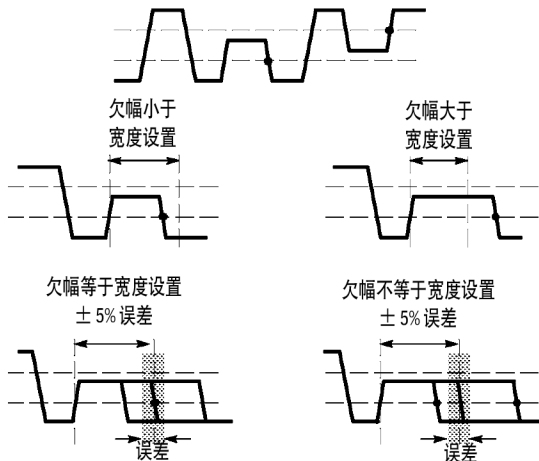 欠幅小于
宽度设置
欠幅大于
宽度设置
欠幅等于宽度设置
± 5% 误差
欠幅不等于宽度设置
± 5% 误差
误差
误差